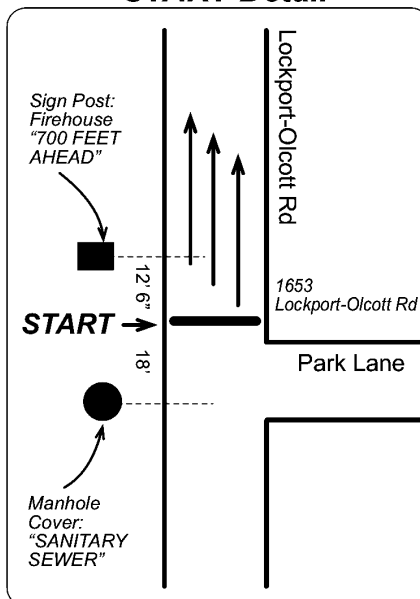 START Detail
Lockport-Olcott Rd
Sign Post:
Firehouse
“700 FEET
AHEAD”
12’ 6”
1653
Lockport-Olcott Rd
START
18’
Park Lane
Manhole
Cover:
“SANITARY
SEWER”